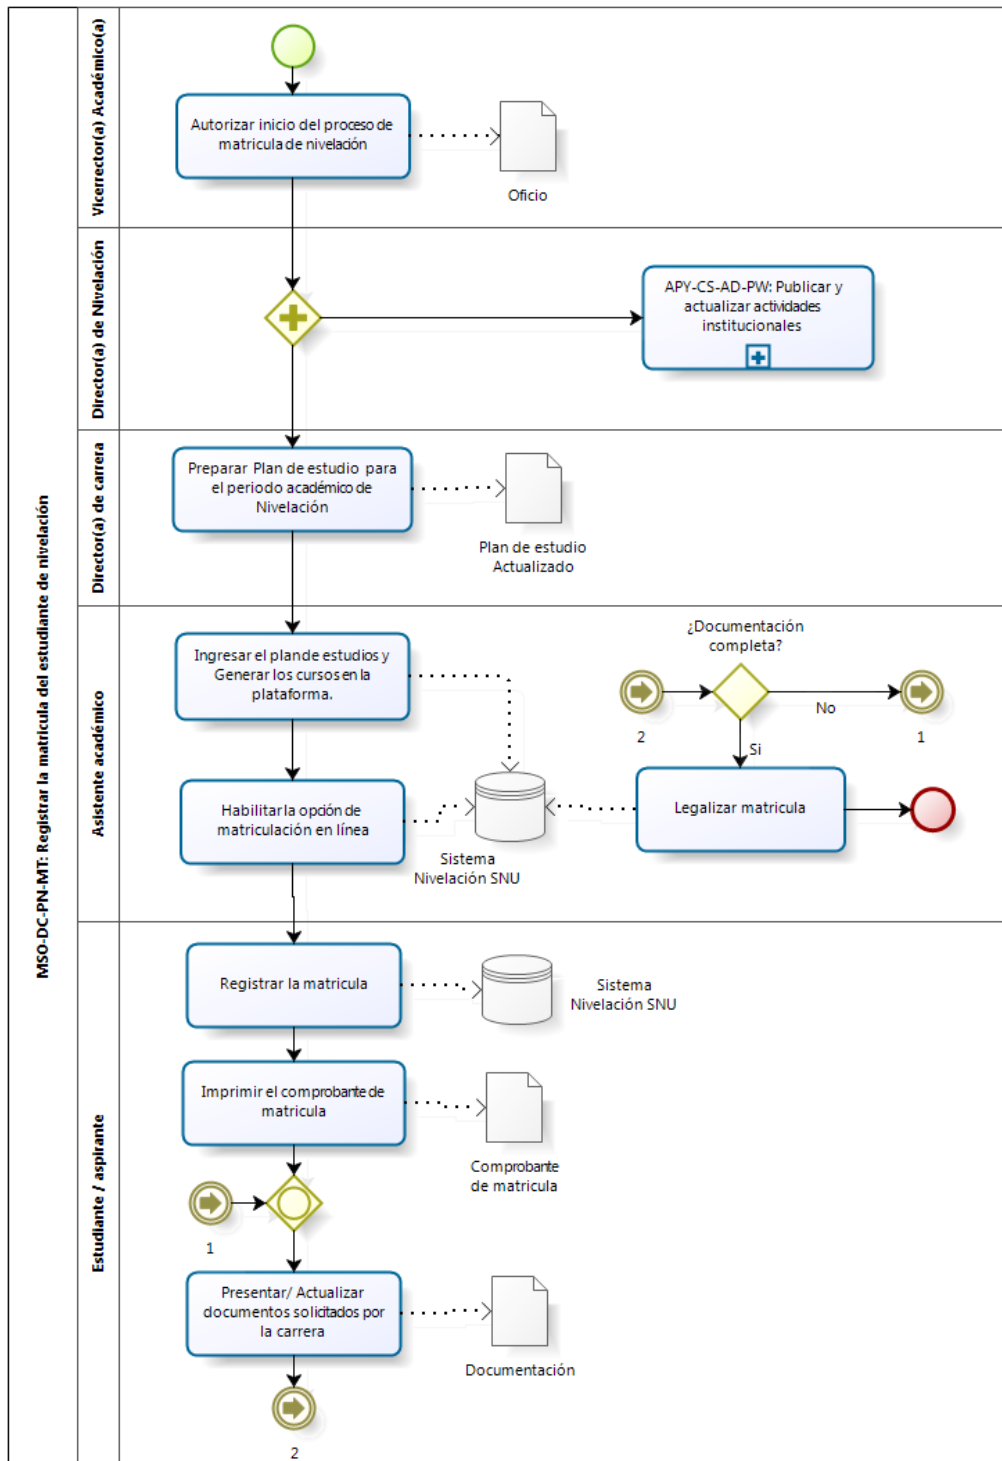 MSO-DC-PN-MT: Registrar la matricula del estudiante de nivelación
Vicerrector(a) Académico(a)
Autorizar inicio del proceso de
matricula de nivelación
Oficio
Director(a) de Nivelación
APY-CS-AD-PW: Publicar y
actualizar actividades
institucionales
Director(a) de carrera
Preparar Plan de estudio para
el periodo académico de
Nivelación
Plan de estudio
Actualizado
Asistente académico
Ingresar el plan de estudios y
Generar los cursos en la
plataforma.
¿Documentación
completa?
2
No
1
Si
Habilitar la opción de
matriculación en línea
Sistema
Nivelación SNU
Legalizar matricula
Estudiante / aspirante
Registrar la matricula
Sistema
Nivelación SNU
Imprimir el comprobante de
matricula
Comprobante
de matricula
1
Presentar/ Actualizar
documentos solicitados por
la carrera
Documentación
2